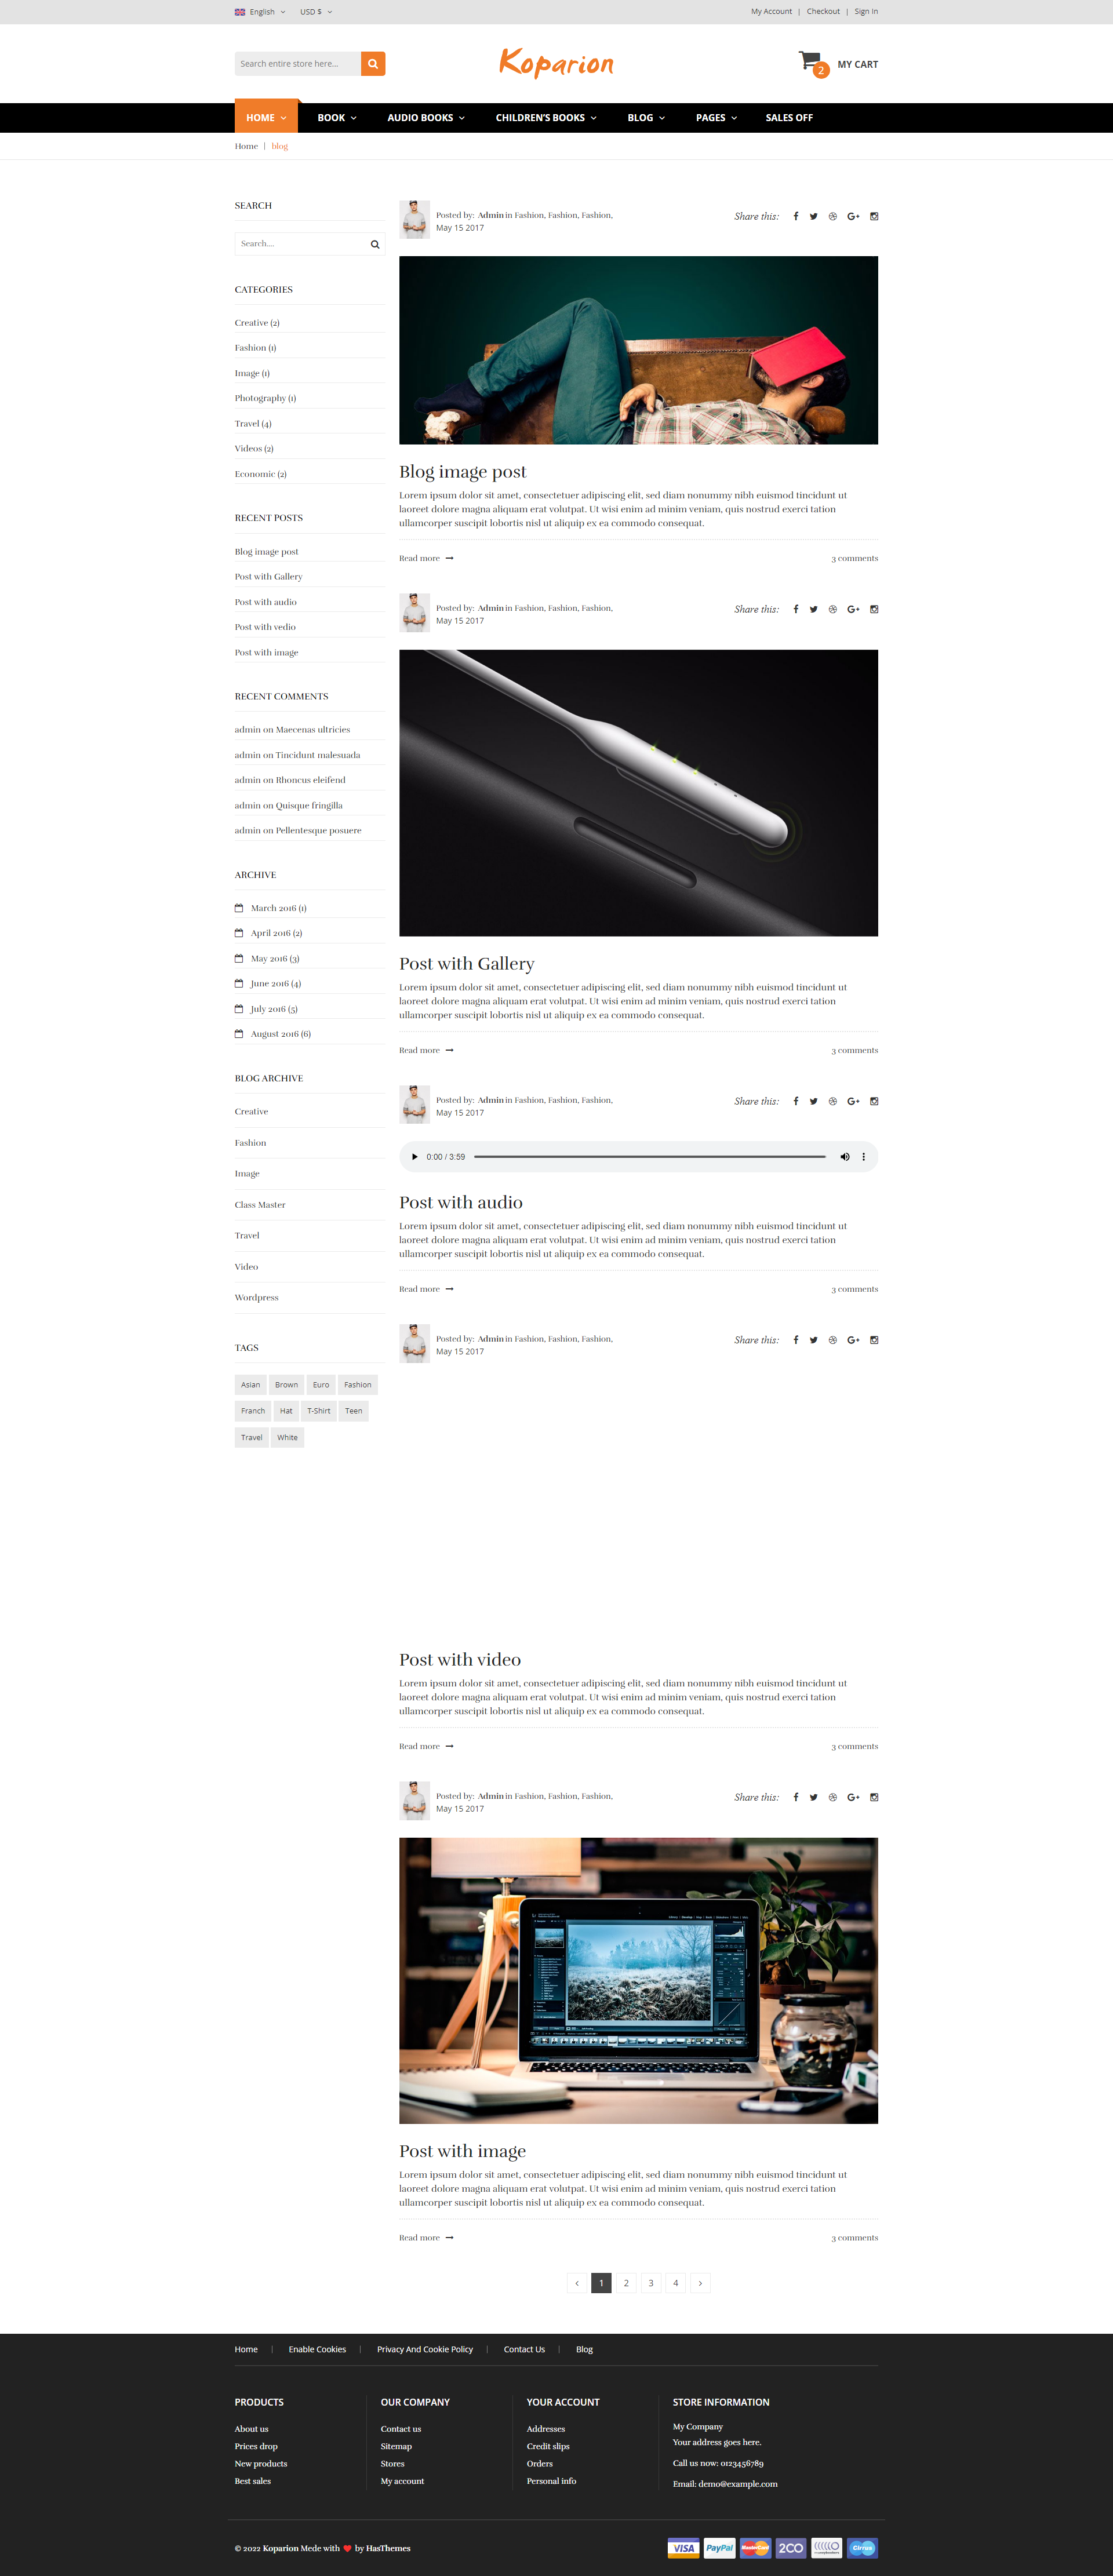 English
USD $
My Account | Checkout | Sign In
Search entire store here...
Koparion
2
MY CART
HOME
BOOK
AUDIO BOOKS
CHILDREN'S BOOKS
BLOG
PAGES
SALES OFF
Home | blog
SEARCH
Search....
CATEGORIES
Creative (2)
Fashion (1)
Image (1)
Photography (1)
Travel (4)
Videos (2)
Economic (2)
RECENT POSTS
Blog image post
Post with Gallery
Post with audio
Post with vedio
Post with image
RECENT COMMENTS
admin on Maecenas ultricies
admin on Tincidunt malesuada
admin on Rhoncus eleifend
admin on Quisque fringilla
admin on Pellentesque posuere
ARCHIVE
March 2016 (1)
April 2016 (2)
May 2016 (3)
June 2016 (4)
July 2016 (5)
August 2016 (6)
BLOG ARCHIVE
Creative
Fashion
Image
Class Master
Travel
Video
Wordpress
TAGS
Asian Brown Euro Fashion
Franch Hat T-Shirt Teen
Travel White
Posted by: Admin in Fashion, Fashion, Fashion,
May 15 2017
Share this:
Blog image post
Lorem ipsum dolor sit amet, consectetuer adipiscing elit, sed diam nonummy nibh euismod tincidunt ut
laoreet dolore magna aliquam erat volutpat. Ut wisi enim ad minim veniam, quis nostrud exerci tation
ullamcorper suscipit lobortis nisl ut aliquip ex ea commodo consequat.
Read more
3 comments
Posted by: Admin in Fashion, Fashion, Fashion,
May 15 2017
Share this:
Post with Gallery
Lorem ipsum dolor sit amet, consectetuer adipiscing elit, sed diam nonummy nibh euismod tincidunt ut
laoreet dolore magna aliquam erat volutpat. Ut wisi enim ad minim veniam, quis nostrud exerci tation
ullamcorper suscipit lobortis nisl ut aliquip ex ea commodo consequat.
Read more
3 comments
Posted by: Admin in Fashion, Fashion, Fashion,
May 15 2017
Share this:
0:00 / 3:59
Post with audio
Lorem ipsum dolor sit amet, consectetuer adipiscing elit, sed diam nonummy nibh euismod tincidunt ut
laoreet dolore magna aliquam erat volutpat. Ut wisi enim ad minim veniam, quis nostrud exerci tation
ullamcorper suscipit lobortis nisl ut aliquip ex ea commodo consequat.
Read more
3 comments
Posted by: Admin in Fashion, Fashion, Fashion,
May 15 2017
Share this:
Post with video
Lorem ipsum dolor sit amet, consectetuer adipiscing elit, sed diam nonummy nibh euismod tincidunt ut
laoreet dolore magna aliquam erat volutpat. Ut wisi enim ad minim veniam, quis nostrud exerci tation
ullamcorper suscipit lobortis nisl ut aliquip ex ea commodo consequat.
Read more
3 comments
Posted by: Admin in Fashion, Fashion, Fashion,
May 15 2017
Share this:
Post with image
Lorem ipsum dolor sit amet, consectetuer adipiscing elit, sed diam nonummy nibh euismod tincidunt ut
laoreet dolore magna aliquam erat volutpat. Ut wisi enim ad minim veniam, quis nostrud exerci tation
ullamcorper suscipit lobortis nisl ut aliquip ex ea commodo consequat.
Read more
3 comments
1 2 3 4
Home | Enable Cookies | Privacy And Cookie Policy | Contact Us | Blog
PRODUCTS
About us
Prices drop
New products
Best sales
OUR COMPANY
Contact us
Sitemap
Stores
My account
YOUR ACCOUNT
Addresses
Credit slips
Orders
Personal info
STORE INFORMATION
My Company
Your address goes here.
Call us now: 0123456789
Email: demo@example.com
© 2022 Koparion Mede with ❤ by HasThemes
VISA PayPal MasterCard 2CO Cirrus